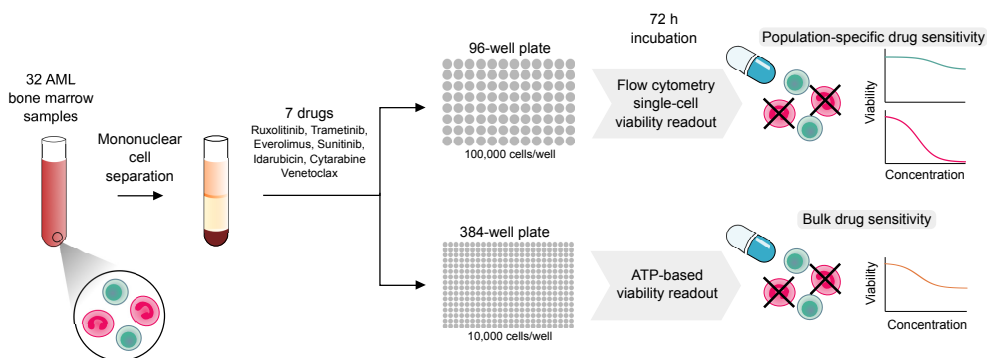 32 AML
bone marrow
samples
Mononuclear
cell
separation
7 drugs
Ruxolitinib, Trametinib,
Everolimus, Sunitinib,
Idarubicin, Cytarabine
Venetoclax
96-well plate
100,000 cells/well
72 h
incubation
Flow cytometry
single-cell
viability readout
Population-specific drug sensitivity
Viability
Viability
Concentration
384-well plate
10,000 cells/well
ATP-based
viability readout
Bulk drug sensitivity
Viability
Concentration